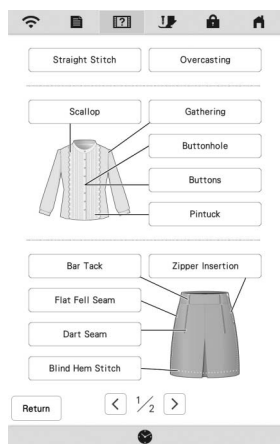 Straight Stitch Overcasting
Scallop Gathering
Buttonhole
Buttons
Pintuck
Bar Tack Zipper Insertion
Flat Fell Seam
Dart Seam
Blind Hem Stitch
Return < 1/2 >